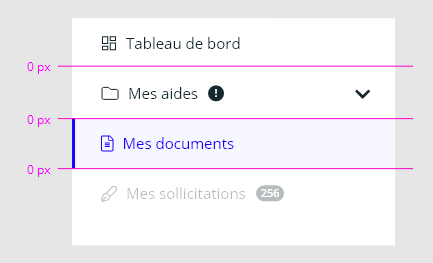 Tableau de bord
0 px
Mes aides !
0 px
Mes documents
0 px
Mes sollicitations 256